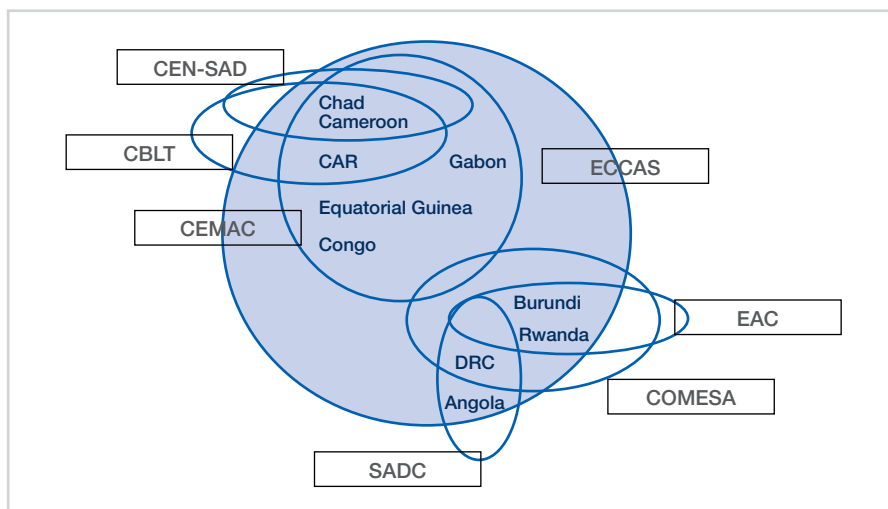 CEN-SAD
Chad
Cameroon
CBLT
CAR
Gabon
ECCAS
Equatorial Guinea
CEMAC
Congo
Burundi
EAC
Rwanda
DRC
COMESA
Angola
SADC